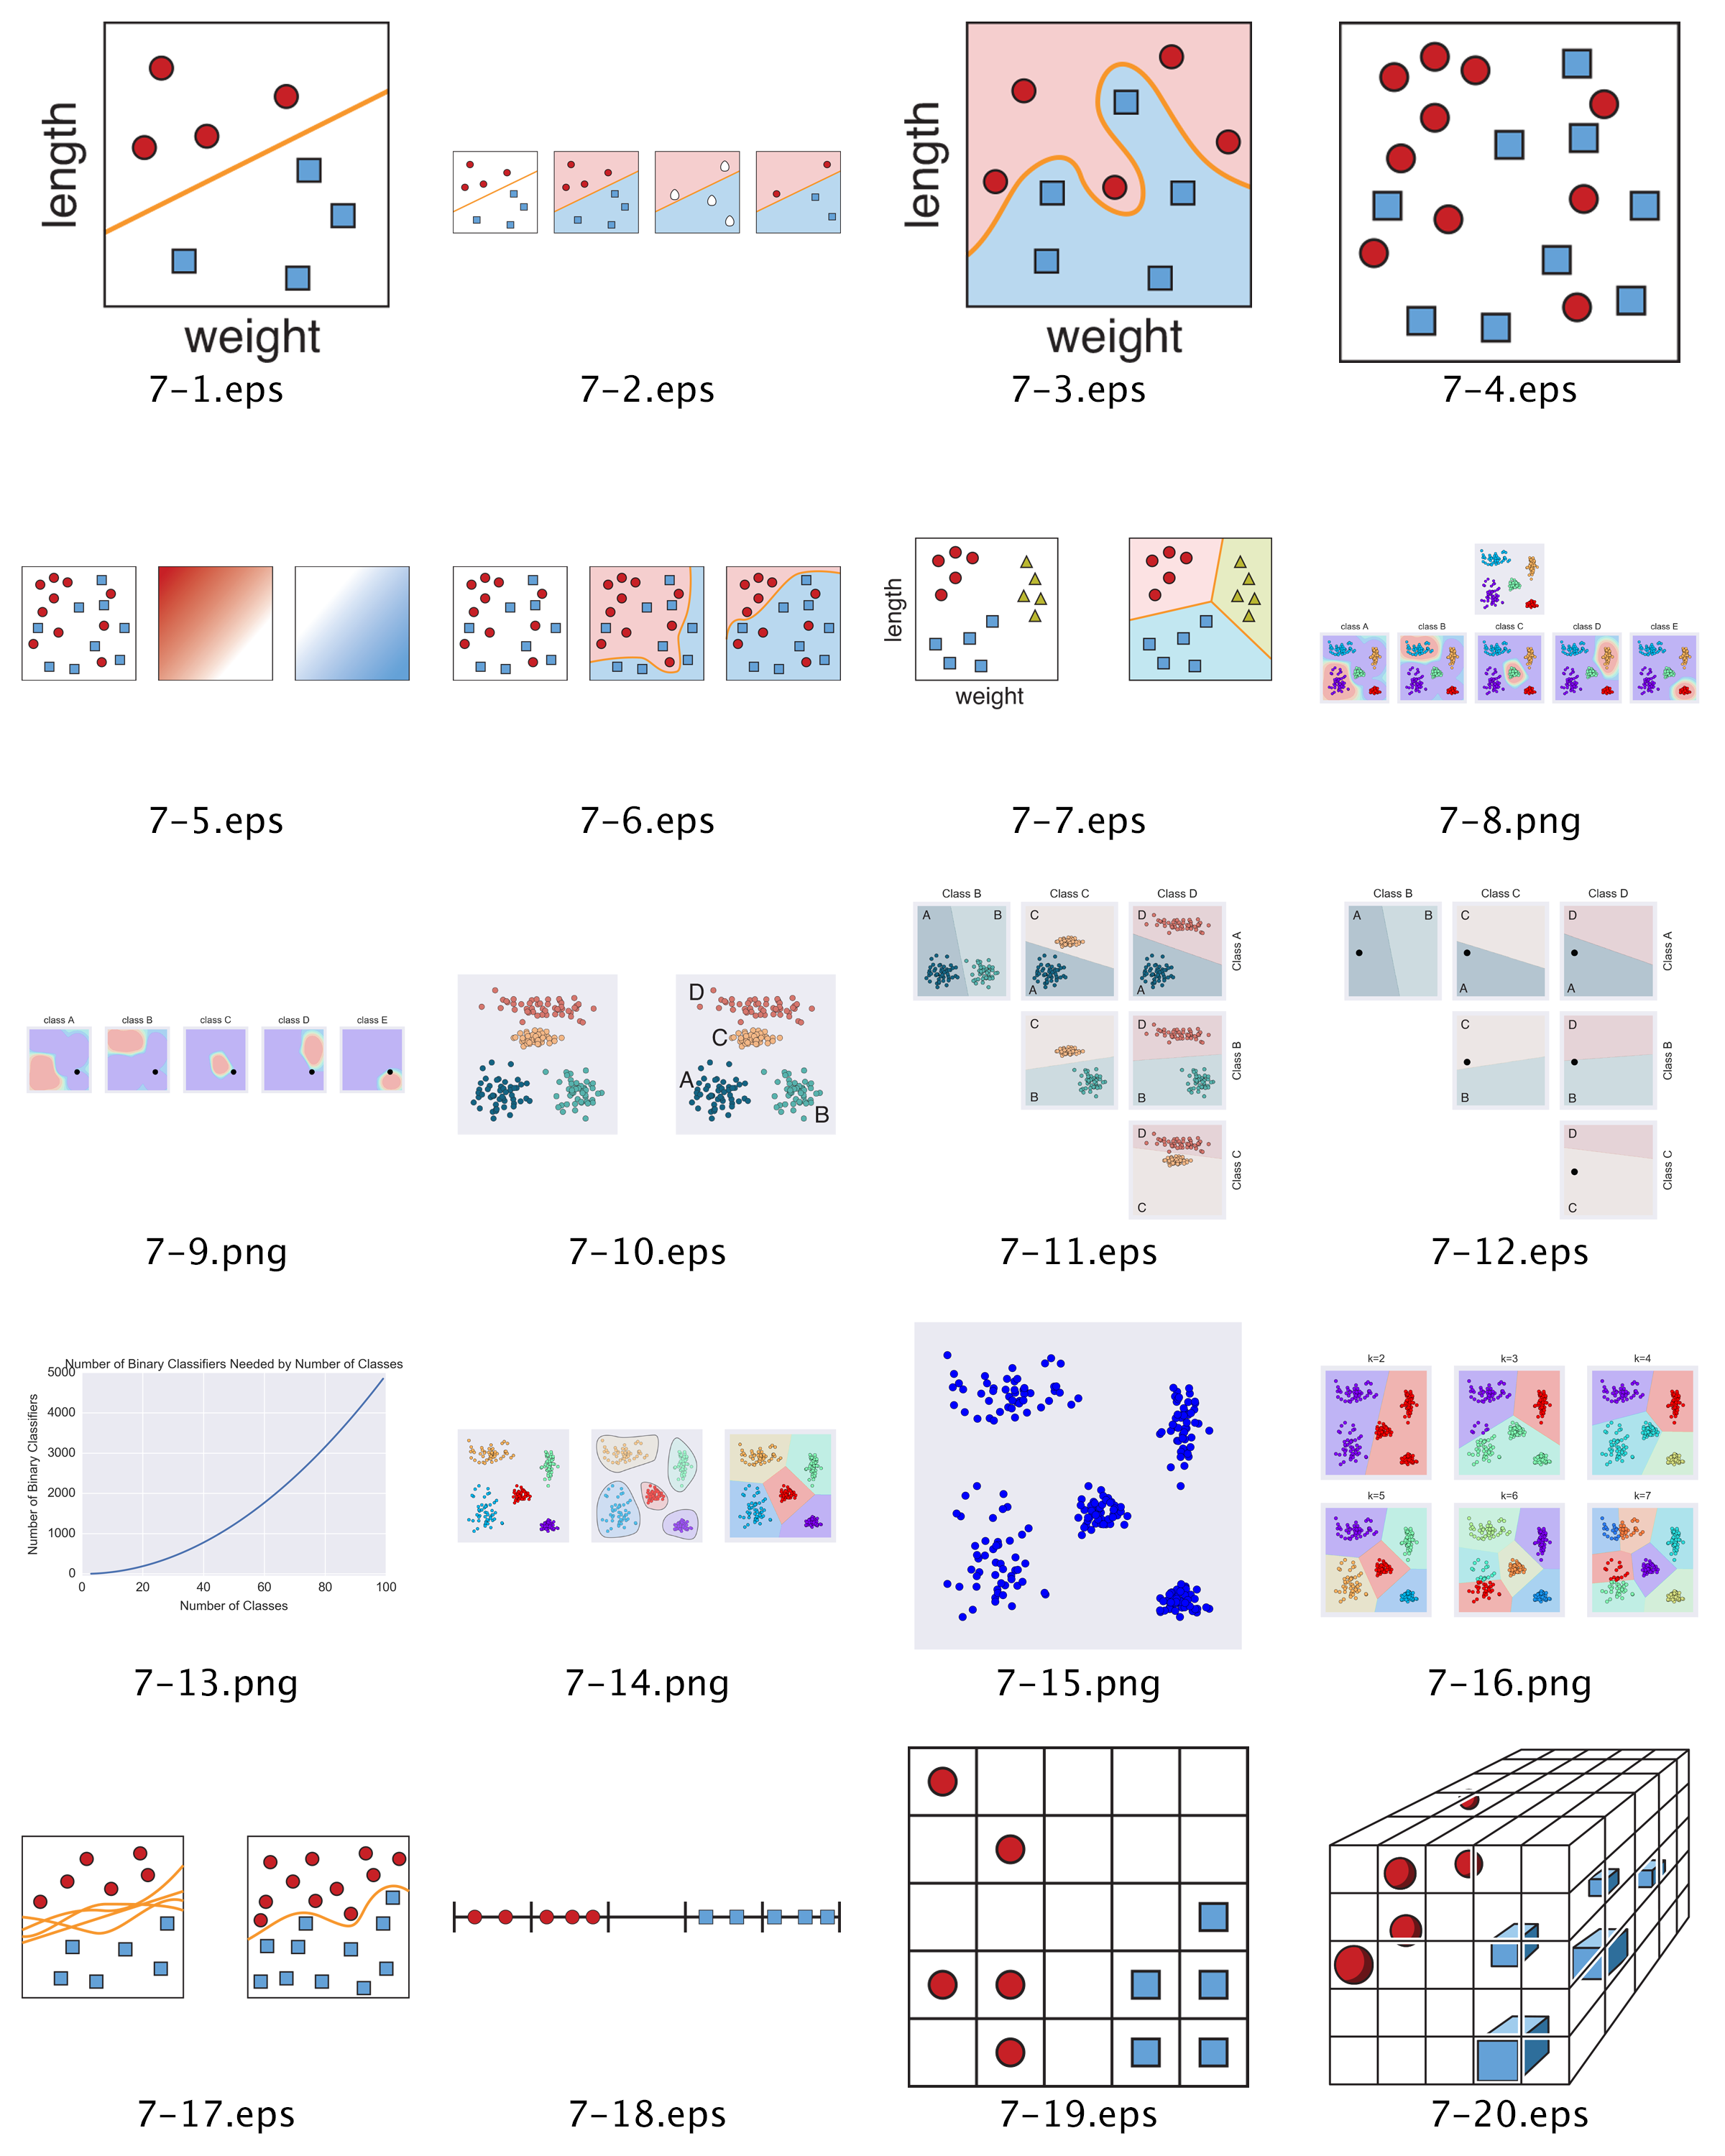 length
weight
7-1.eps
7-2.eps
length
weight
7-3.eps
7-4.eps
7-5.eps
7-6.eps
length
weight
7-7.eps
class A
class B
class C
class D
class E
7-8.png
class A
class B
class C
class D
class E
7-9.png
D
C
A
B
7-10.eps
Class B
Class C
Class D
A
B
C
A
D
A
Class A
C
B
D
B
Class B
D
C
Class C
7-11.eps
Class B
Class C
Class D
A
B
C
A
D
A
Class A
C
B
D
B
Class B
D
C
Class C
7-12.eps
Number of Binary Classifiers Needed by Number of Classes
Number of Binary Classifiers
5000
4000
3000
2000
1000
0
0 20 40 60 80 100
Number of Classes
7-13.png
7-14.png
7-15.png
k=2
k=3
k=4
k=5
k=6
k=7
7-16.png
7-17.eps
7-18.eps
7-19.eps
7-20.eps